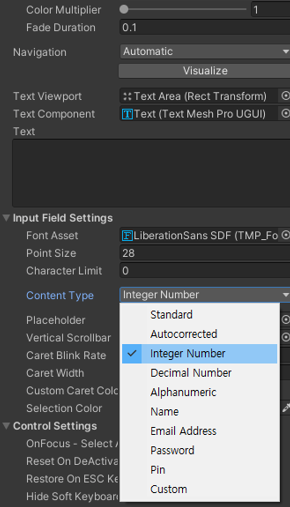 Color Multiplier 1
Fade Duration 0.1
Navigation Automatic
Visualize
Text Viewport Text Area (Rect Transform)
Text Component Text (Text Mesh Pro UGUI)
Text
Input Field Settings
Font Asset LiberationSans SDF (TMP_Fo
Point Size 28
Character Limit 0
Content Type Integer Number
Standard
Placeholder
Autocorrected
Vertical Scrollbar
Integer Number
Caret Blink Rate
Decimal Number
Caret Width
Alphanumeric
Custom Caret Colo
Name
Selection Color
Email Address
Control Settings
Password
OnFocus - Select A
Pin
Reset On DeActiva
Custom
Restore On ESC Ke
Hide Soft Keyboard